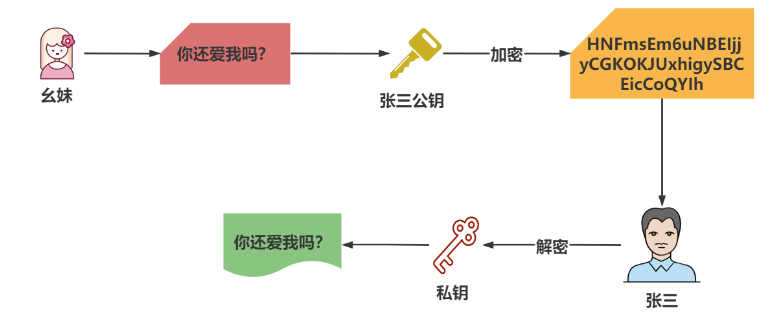 你还爱我吗?
幺妹
张三公钥
加密
HNFmsEm6uNBEIjj
yCGKOKJUxhigySBC
EicCoQYIh
你还爱我吗?
私钥
解密
张三